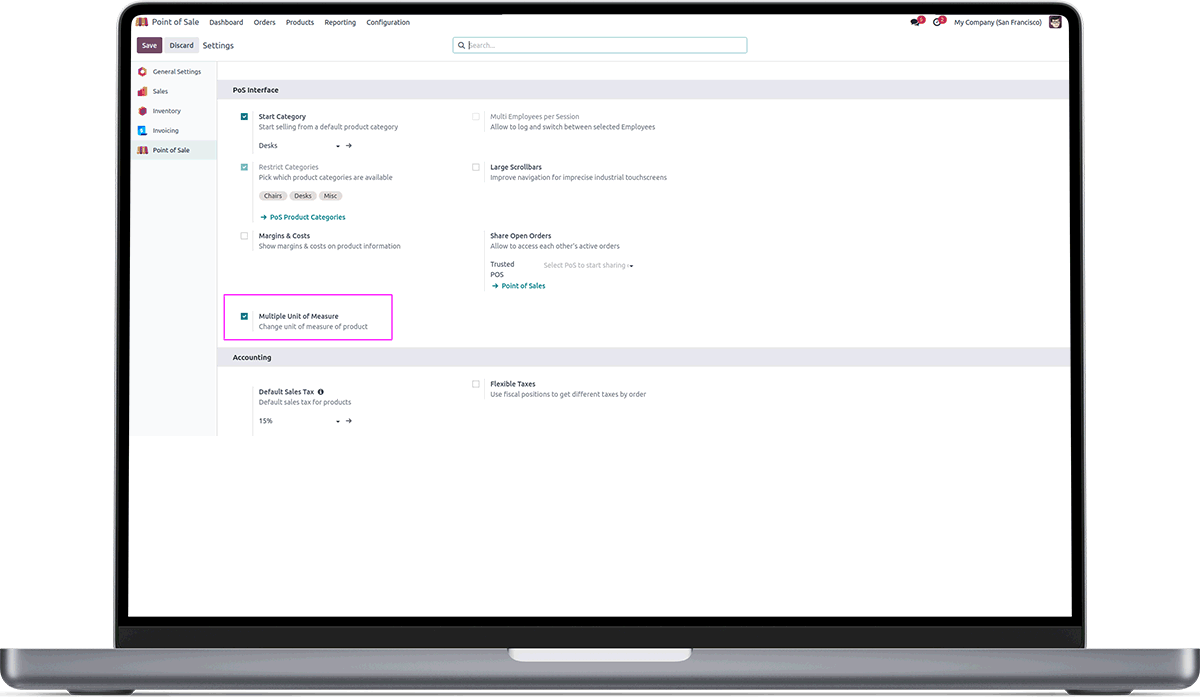 Point of Sale Dashboard Orders Products Reporting Configuration My Company (San Francisco)
Save Discard Settings Search...
General Settings
Sales
Inventory
Invoicing
Point of Sale
PoS Interface
Start Category
Start selling from a default product category
Desks
Multi Employees per Session
Allow to log and switch between selected Employees
Restrict Categories
Pick which product categories are available
Chairs Desks Misc
PoS Product Categories
Large Scrollbars
Improve navigation for imprecise industrial touchscreens
Margins & Costs
Show margins & costs on product information
Share Open Orders
Allow to access each other's active orders
Trusted
POS
Select PoS to start sharing
Point of Sales
Multiple Unit of Measure
Change unit of measure of product
Accounting
Default Sales Tax
Default sales tax for products
15%
Flexible Taxes
Use fiscal positions to get different taxes by order